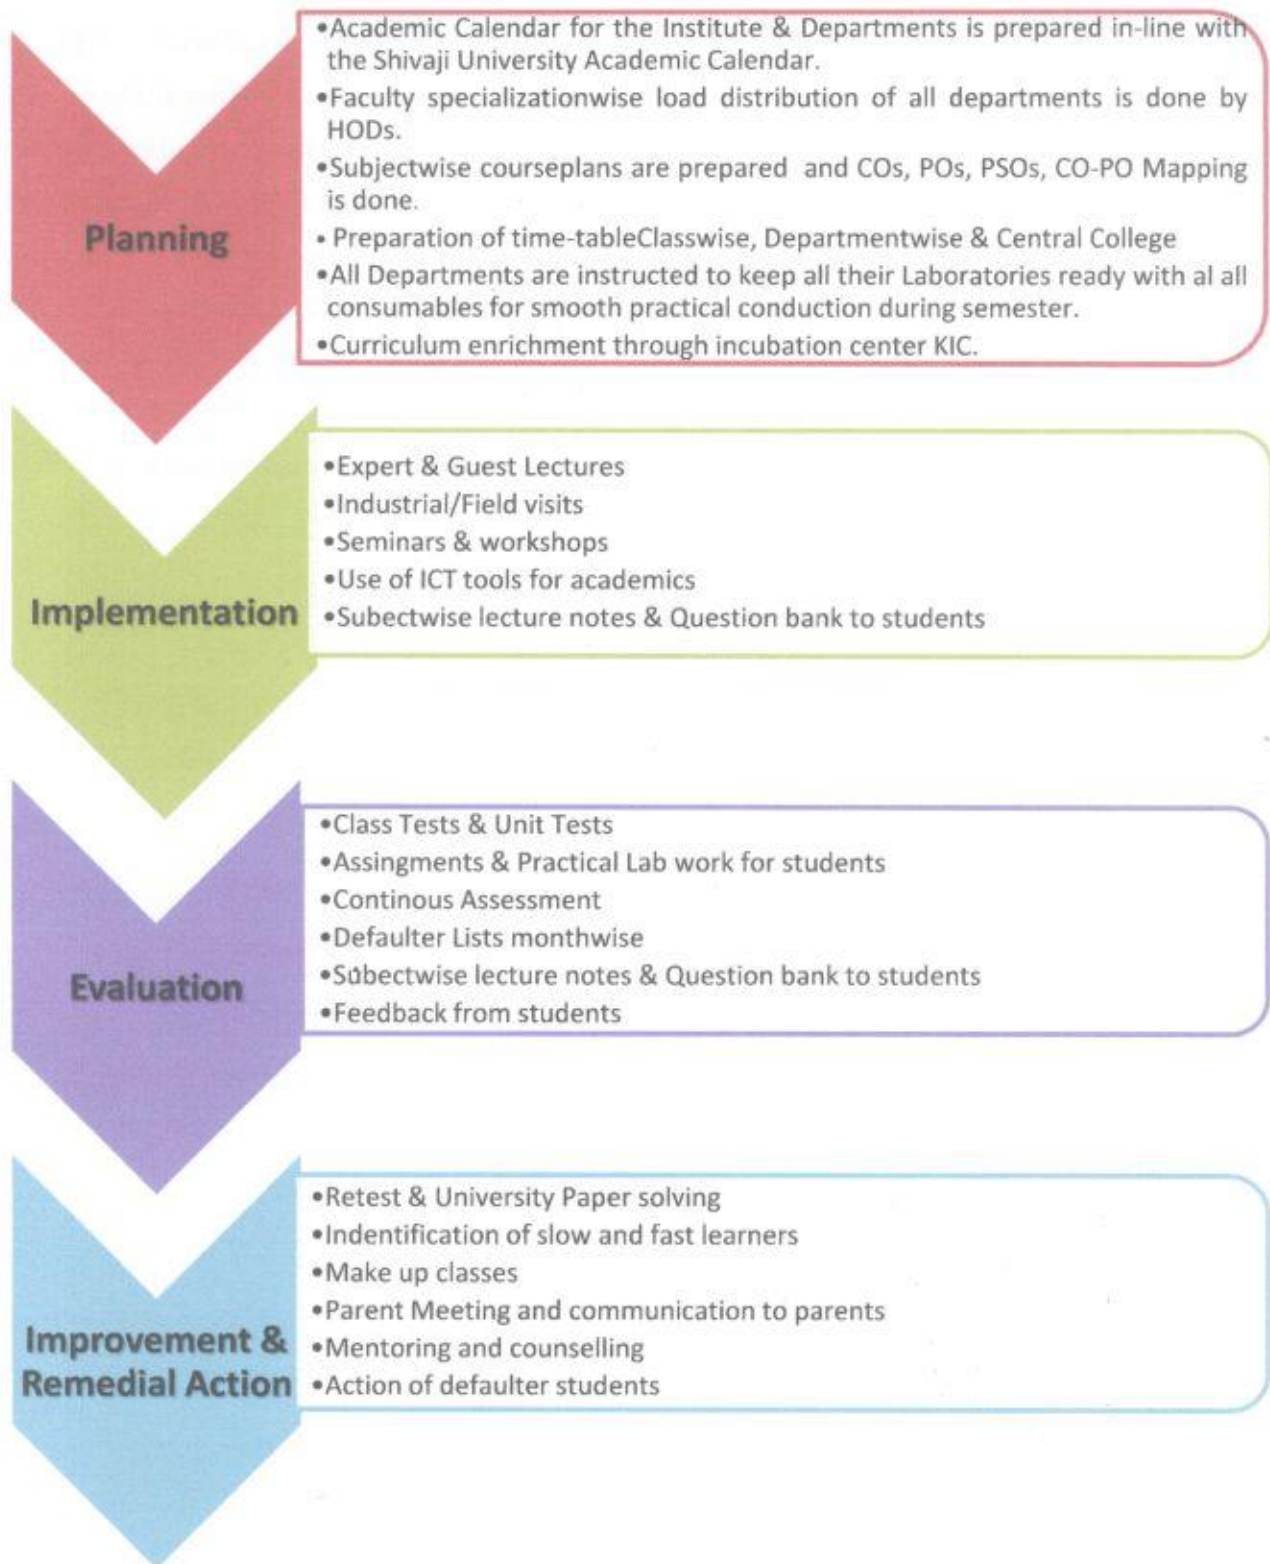 •Academic Calendar for the Institute & Departments is prepared in-line with
the Shivaji University Academic Calendar.
•Faculty specializationwise load distribution of all departments is done by
HODs.
•Subjectwise courseplans are prepared and COs, POs, PSOs, CO-PO Mapping
is done.
Planning
• Preparation of time-tableClasswise, Departmentwise & Central College
•All Departments are instructed to keep all their Laboratories ready with al all
consumables for smooth practical conduction during semester.
•Curriculum enrichment through incubation center KIC.
Implementation
•Expert & Guest Lectures
•Industrial/Field visits
•Seminars & workshops
•Use of ICT tools for academics
•Subectwise lecture notes & Question bank to students
Evaluation
•Class Tests & Unit Tests
•Assingments & Practical Lab work for students
•Continous Assessment
•Defaulter Lists monthwise
•Subectwise lecture notes & Question bank to students
•Feedback from students
Improvement &
Remedial Action
•Retest & University Paper solving
•Indentification of slow and fast learners
•Make up classes
•Parent Meeting and communication to parents
•Mentoring and counselling
•Action of defaulter students